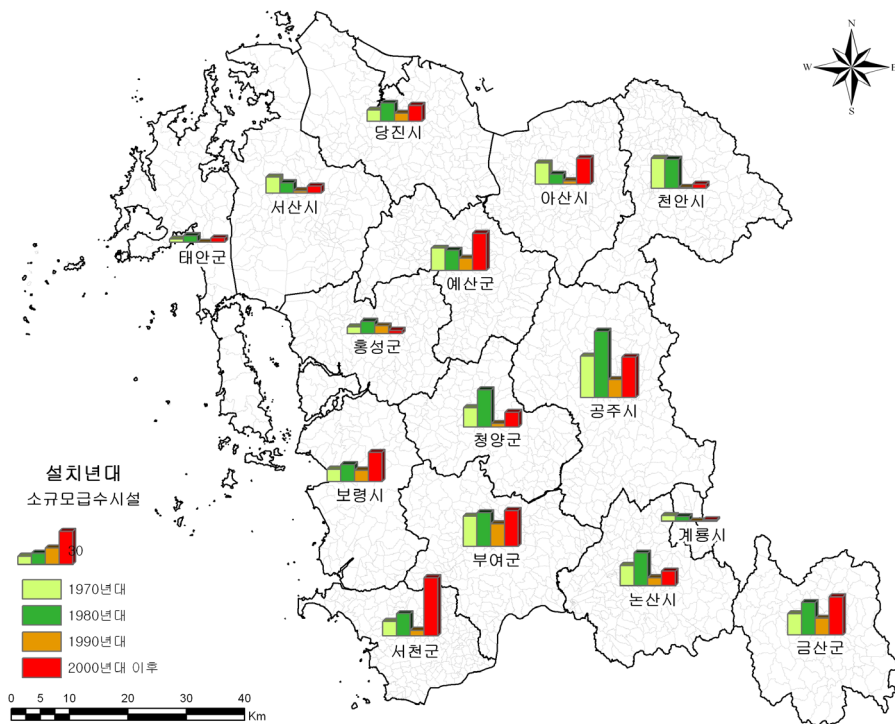 N
W
E
S
당진시
아산시
천안시
서산시
태안군
예산군
홍성군
공주시
청양군
보령시
계룡시
부여군
논산시
서천군
금산군
설치년대
소규모급수시설
30
1970년대
1980년대
1990년대
2000년대 이후
0 5 10 20 30 40
Km